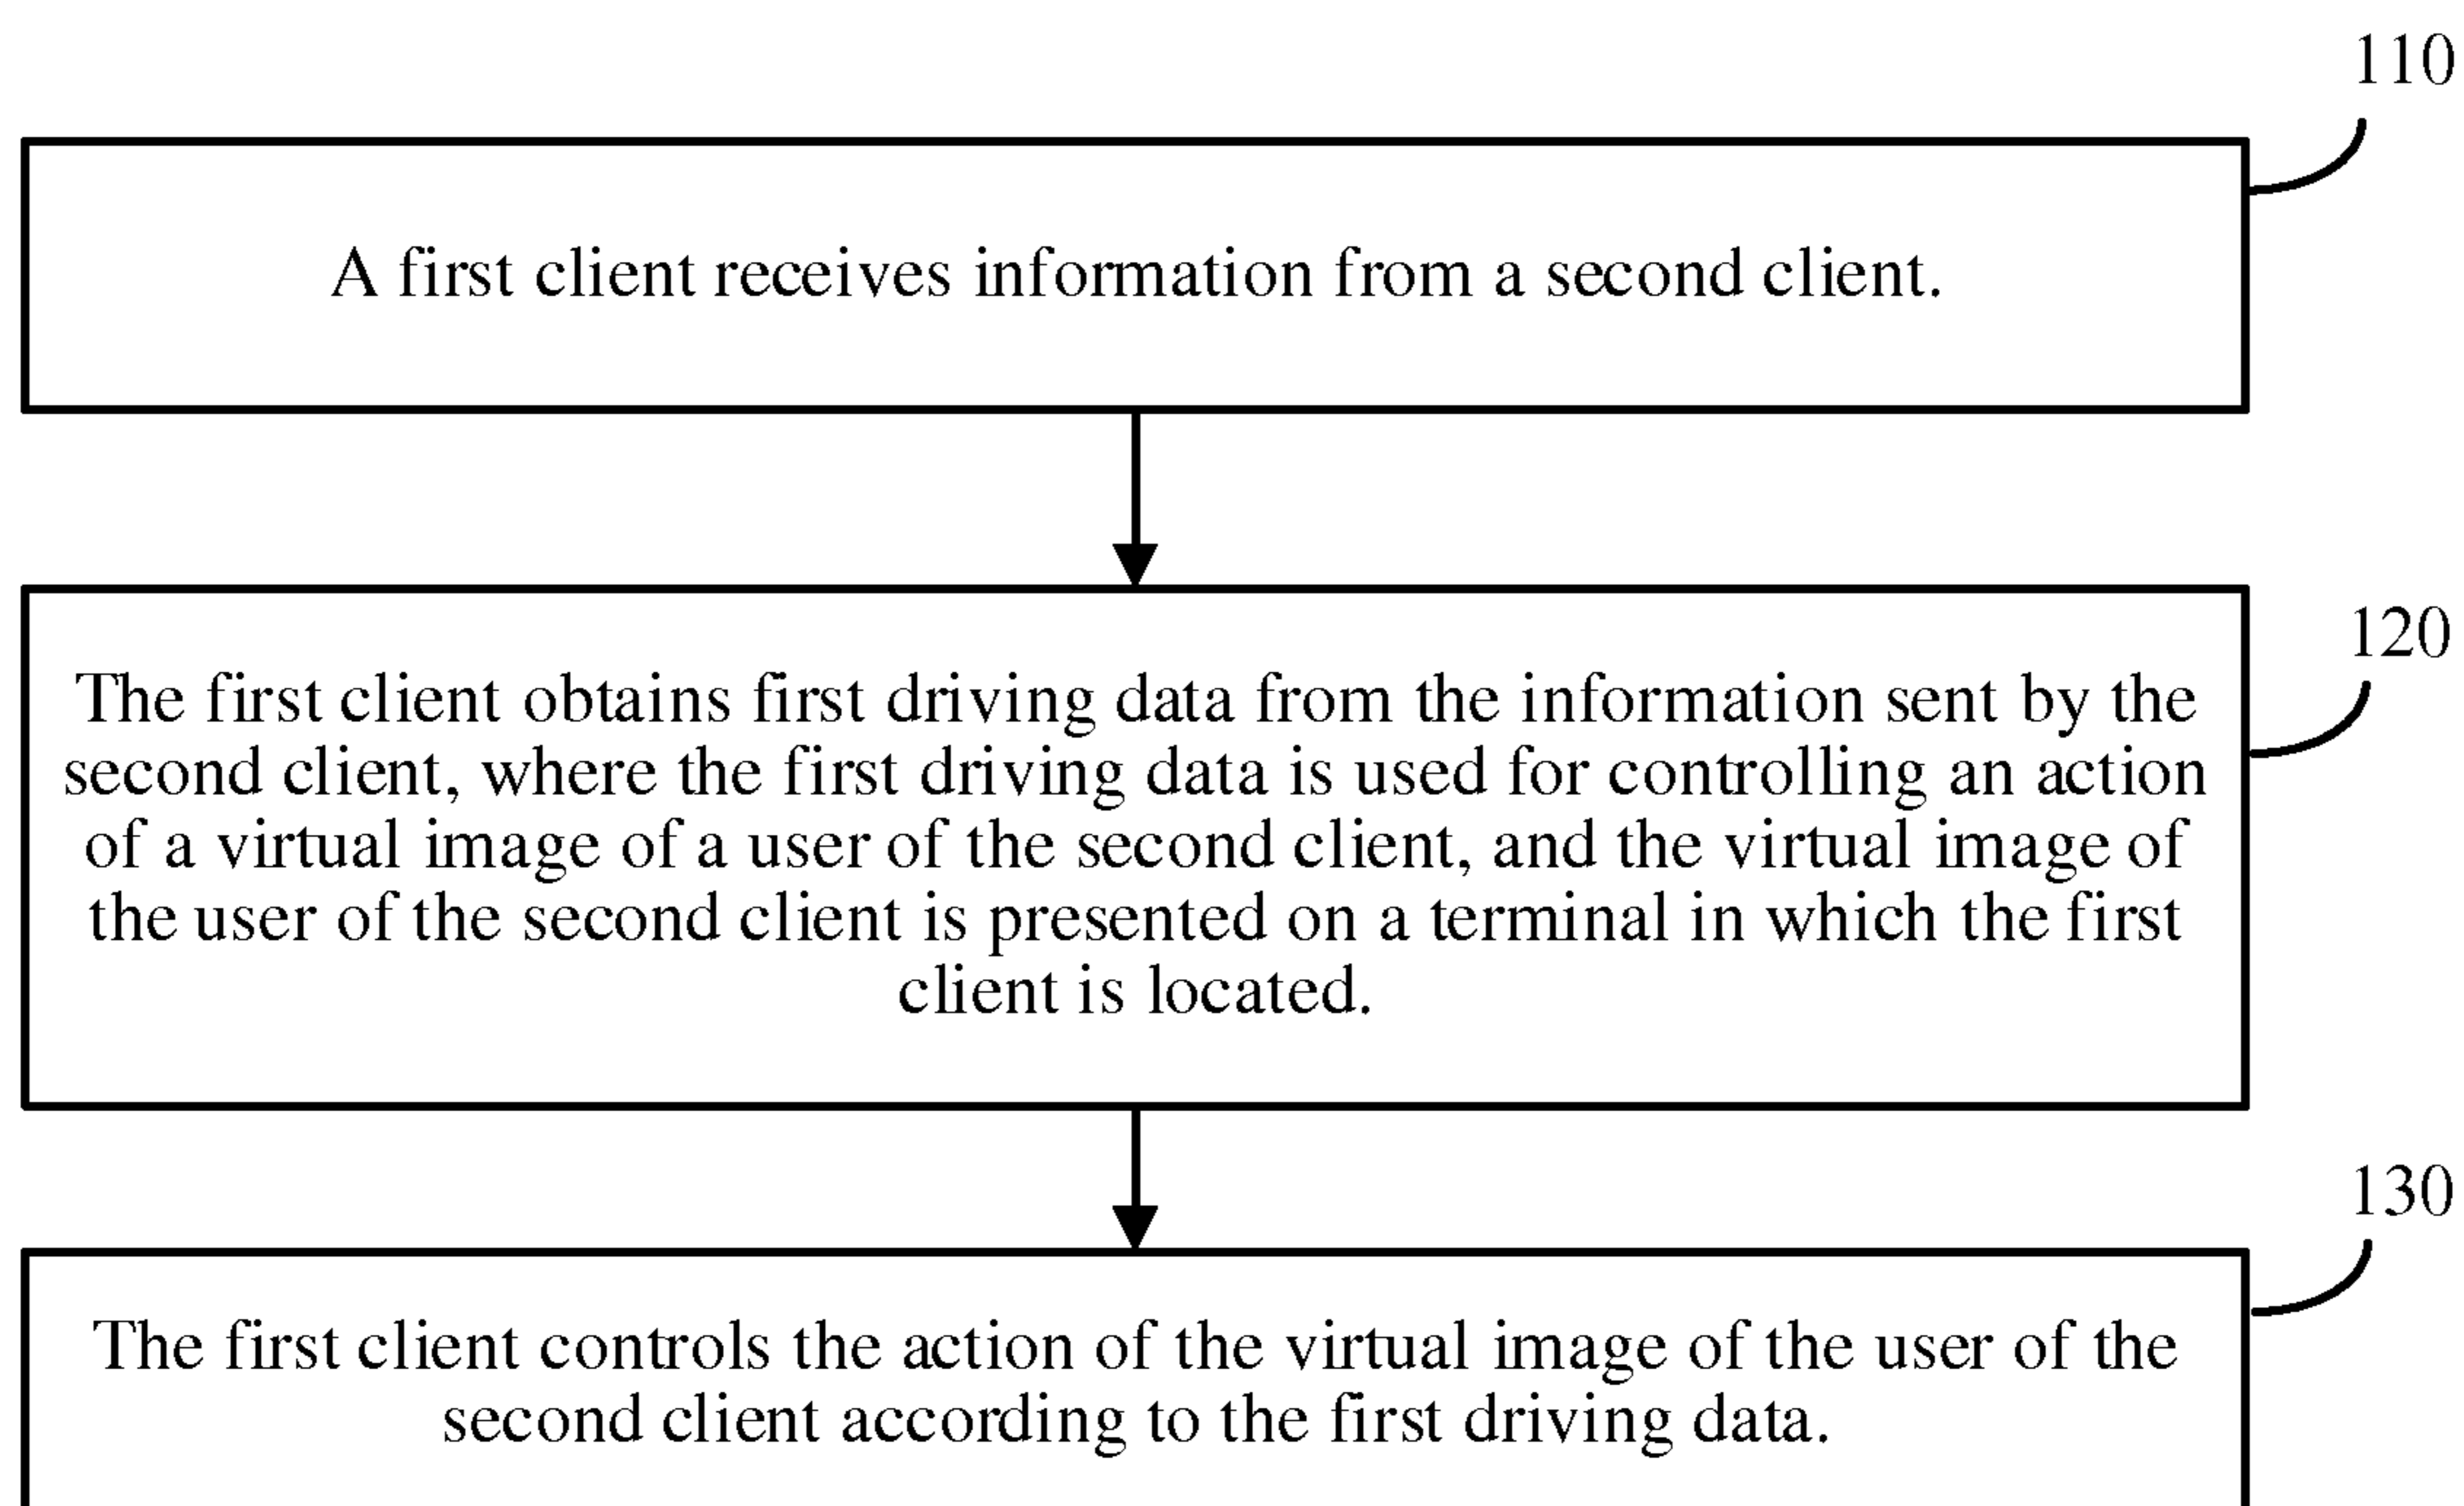 110
A first client receives information from a second client.
120
The first client obtains first driving data from the information sent by the
second client, where the first driving data is used for controlling an action
of a virtual image of a user of the second client, and the virtual image of
the user of the second client is presented on a terminal in which the first
client is located.
130
The first client controls the action of the virtual image of the user of the
second client according to the first driving data.